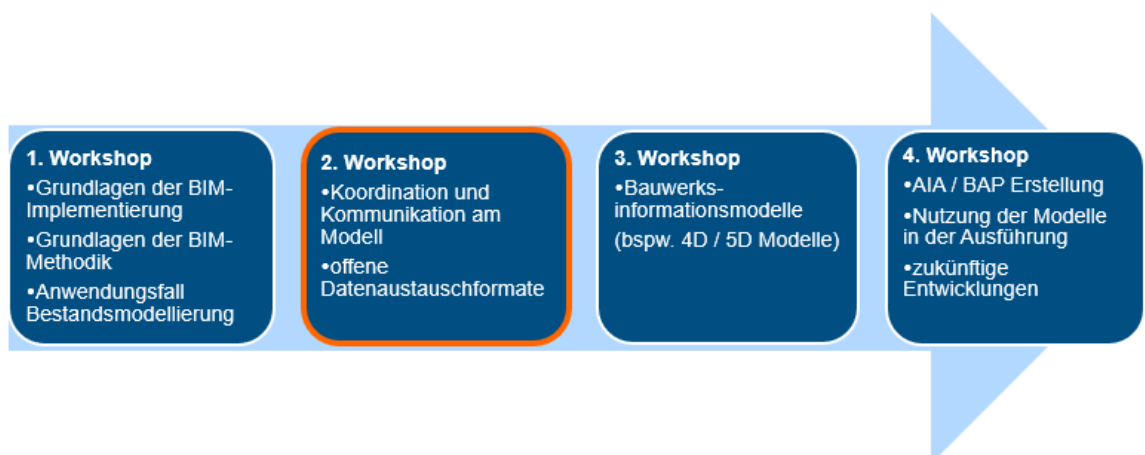 1. Workshop
•Grundlagen der BIM-
Implementierung
•Grundlagen der BIM-
Methodik
•Anwendungsfall
Bestandsmodellierung
2. Workshop
•Koordination und
Kommunikation am
Modell
•offene
Datenaustauschformate
3. Workshop
•Bauwerks-
informationsmodelle
(bspw. 4D / 5D Modelle)
4. Workshop
•AIA / BAP Erstellung
•Nutzung der Modelle
in der Ausführung
•zukünftige
Entwicklungen